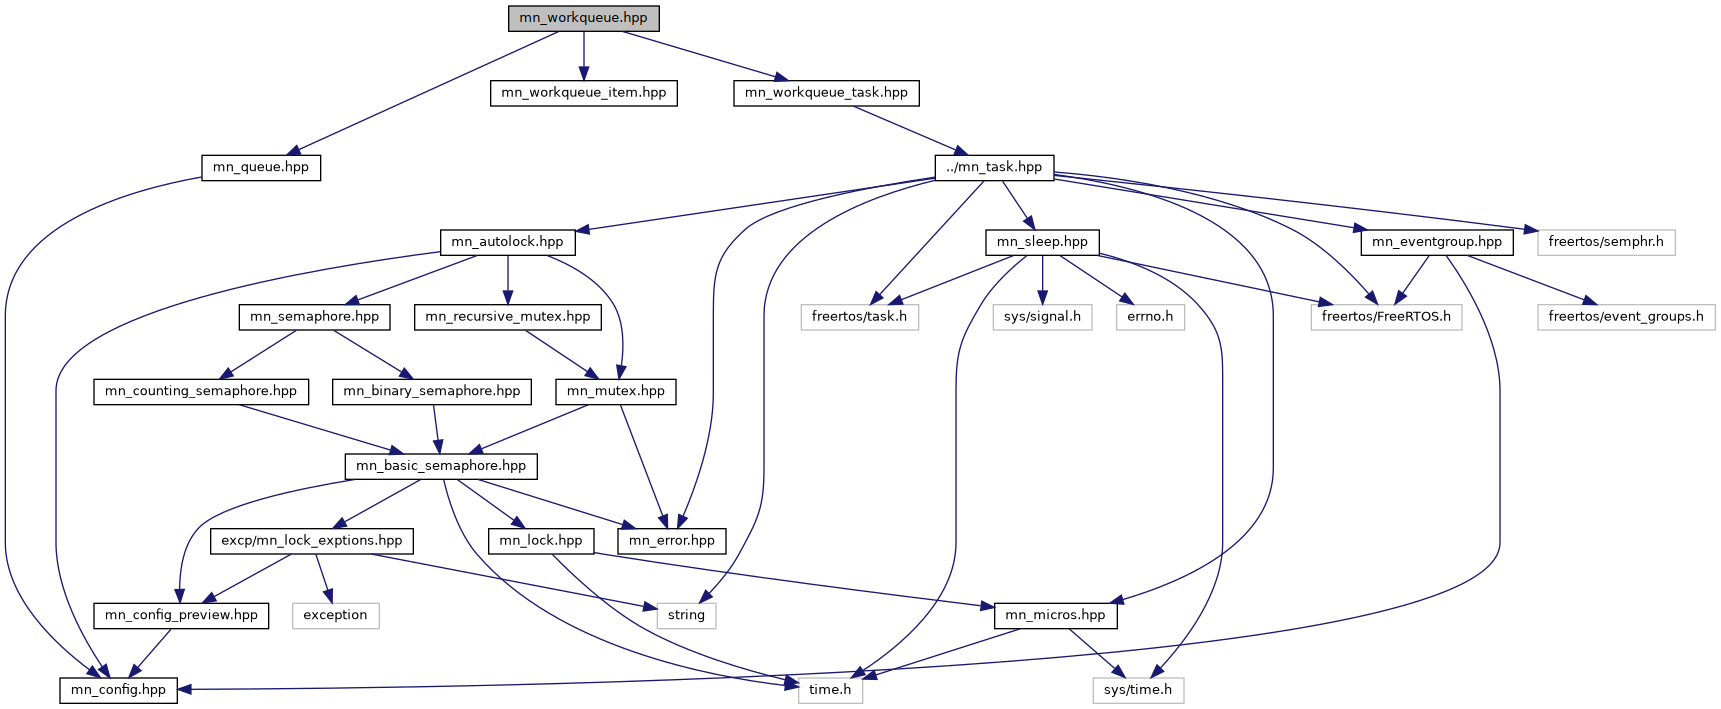 mn_workqueue.hpp
mn_workqueue_item.hpp
mn_workqueue_task.hpp
mn_queue.hpp
../mn_task.hpp
mn_autolock.hpp
mn_sleep.hpp
mn_eventgroup.hpp
freertos/semphr.h
mn_semaphore.hpp
mn_recursive_mutex.hpp
freertos/task.h
sys/signal.h
errno.h
freertos/FreeRTOS.h
freertos/event_groups.h
mn_counting_semaphore.hpp
mn_binary_semaphore.hpp
mn_mutex.hpp
mn_basic_semaphore.hpp
excp/mn_lock_exptions.hpp
mn_lock.hpp
mn_error.hpp
mn_config_preview.hpp
exception
string
mn_micros.hpp
mn_config.hpp
time.h
sys/time.h